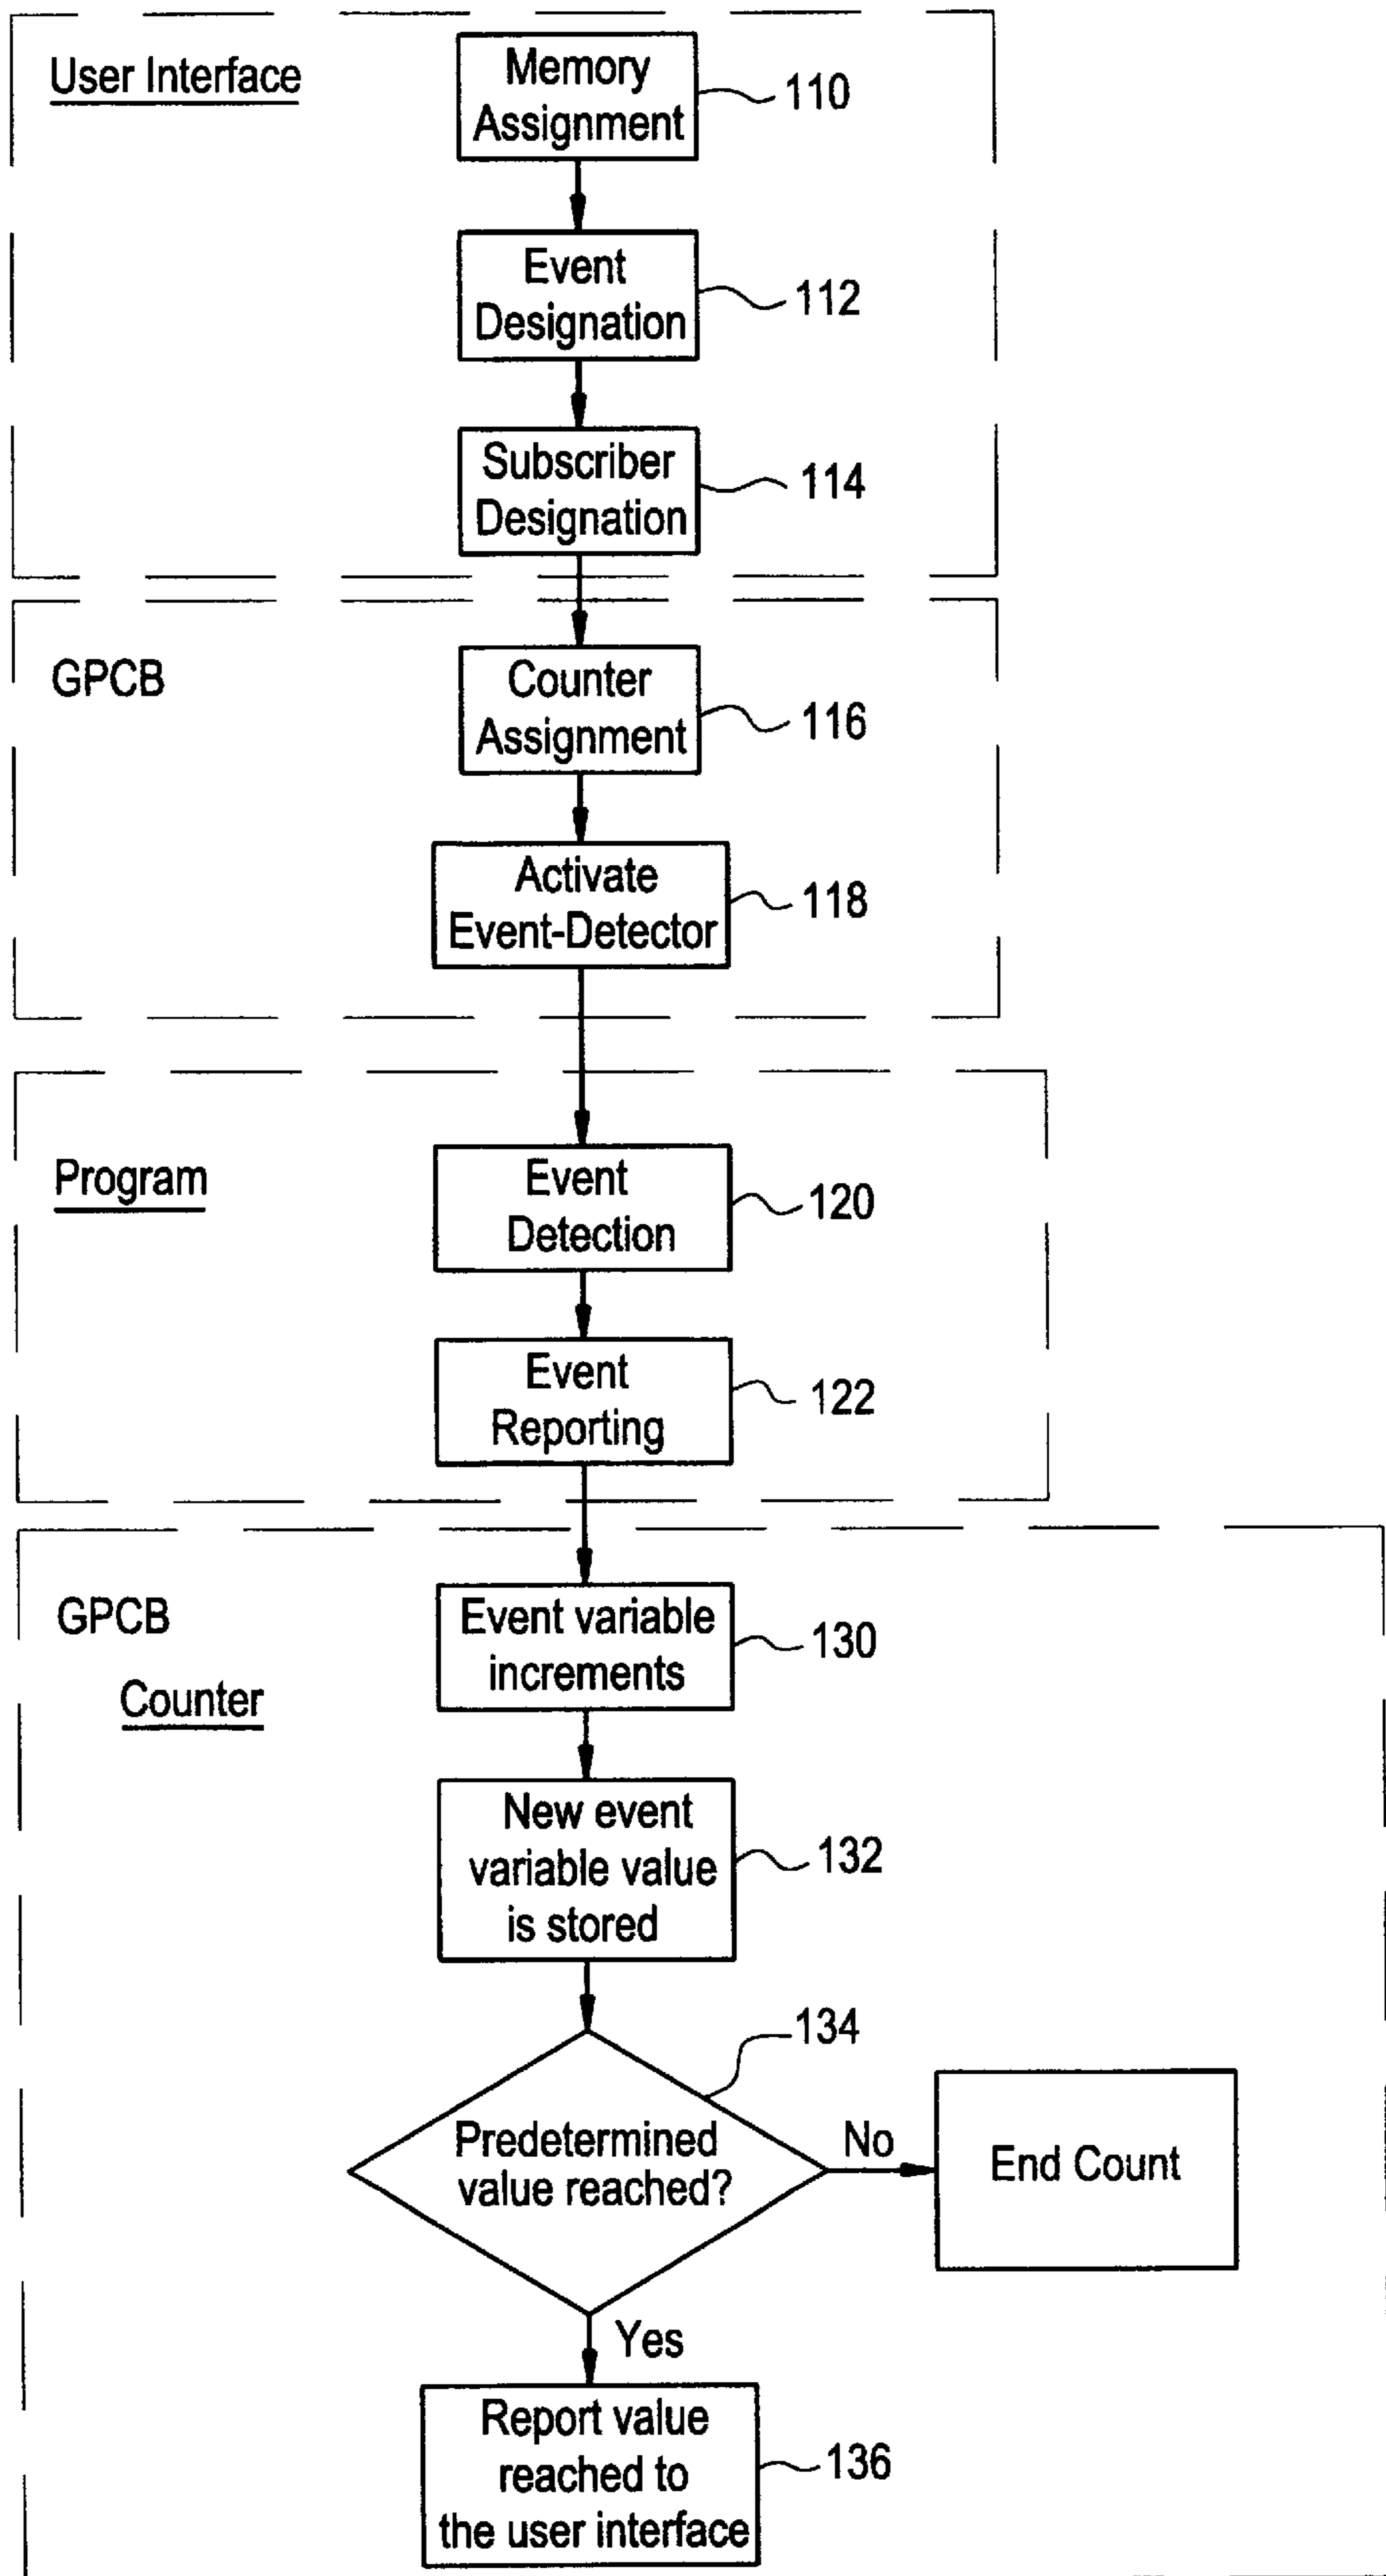 User Interface
Memory
Assignment
110
Event
Designation
112
Subscriber
Designation
114
GPCB
Counter
Assignment
116
Activate
Event-Detector
118
Program
Event
Detection
120
Event
Reporting
122
GPCB
Counter
Event variable
increments
130
New event
variable value
is stored
132
134
Predetermined
value reached?
No
End Count
Yes
Report value
reached to
the user interface
136